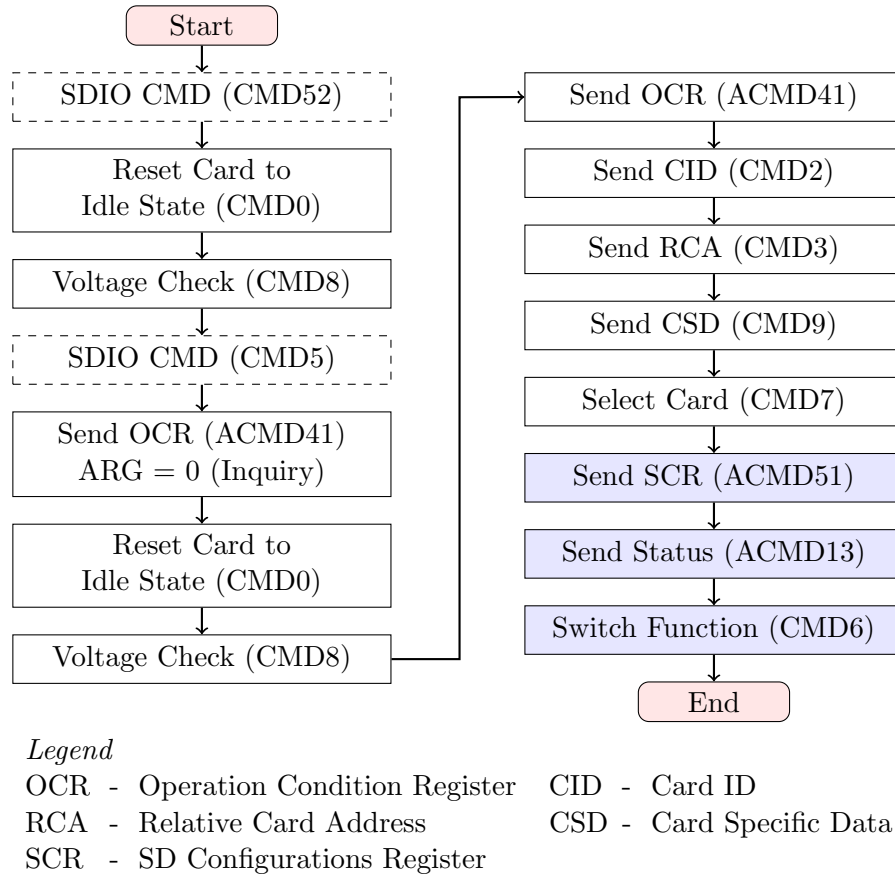 Start
SDIO CMD (CMD52)
Reset Card to
Idle State (CMD0)
Voltage Check (CMD8)
SDIO CMD (CMD5)
Send OCR (ACMD41)
ARG = 0 (Inquiry)
Reset Card to
Idle State (CMD0)
Voltage Check (CMD8)
Send OCR (ACMD41)
Send CID (CMD2)
Send RCA (CMD3)
Send CSD (CMD9)
Select Card (CMD7)
Send SCR (ACMD51)
Send Status (ACMD13)
Switch Function (CMD6)
End
Legend
OCR - Operation Condition Register CID - Card ID
RCA - Relative Card Address CSD - Card Specific Data
SCR - SD Configurations Register